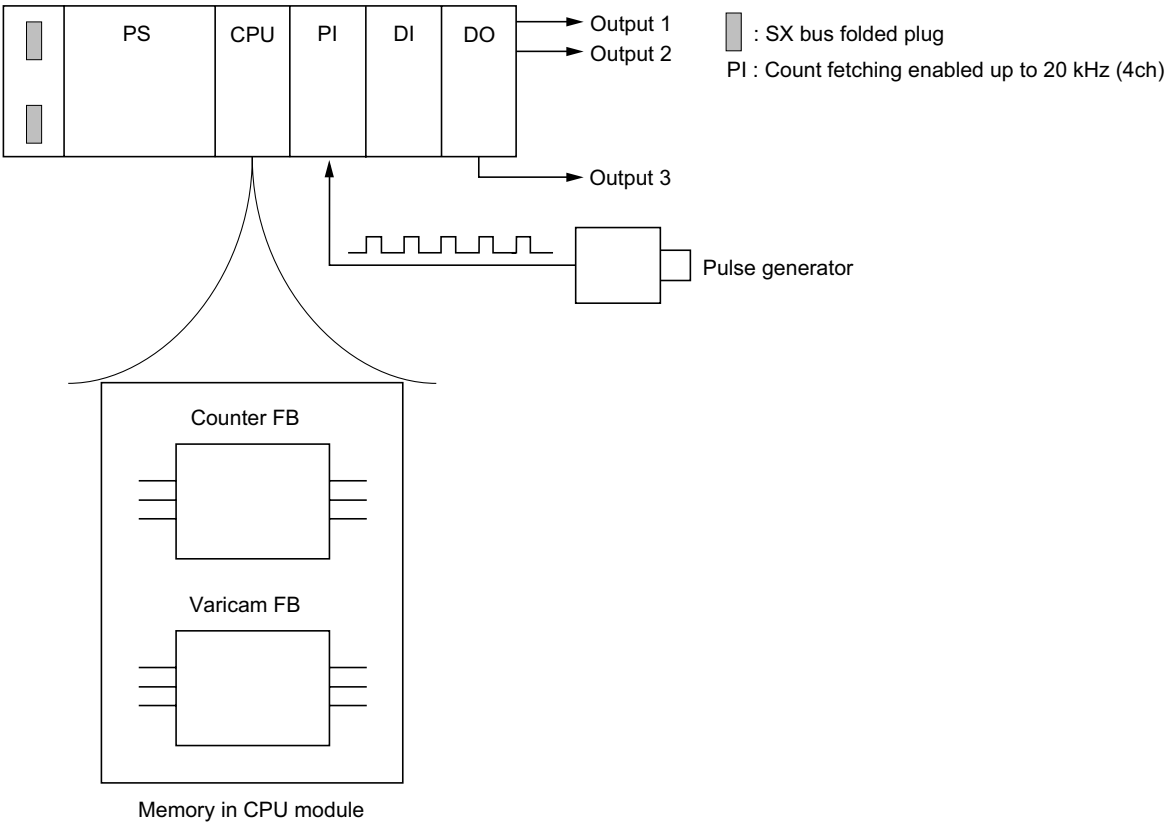 PS
CPU
PI
DI
DO
Output 1
Output 2
: SX bus folded plug
PI : Count fetching enabled up to 20 kHz (4ch)
Output 3
Pulse generator
Counter FB
Varicam FB
Memory in CPU module